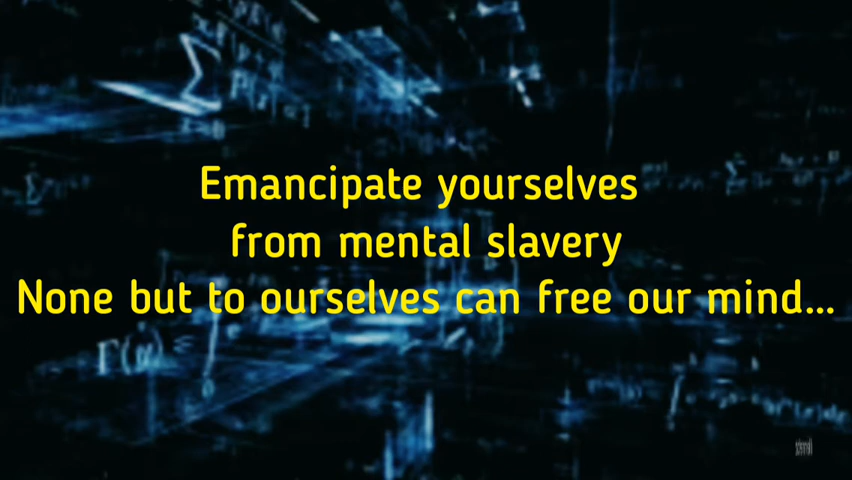 Emancipate yourselves
from mental slavery
None but to ourselves can free our mind...